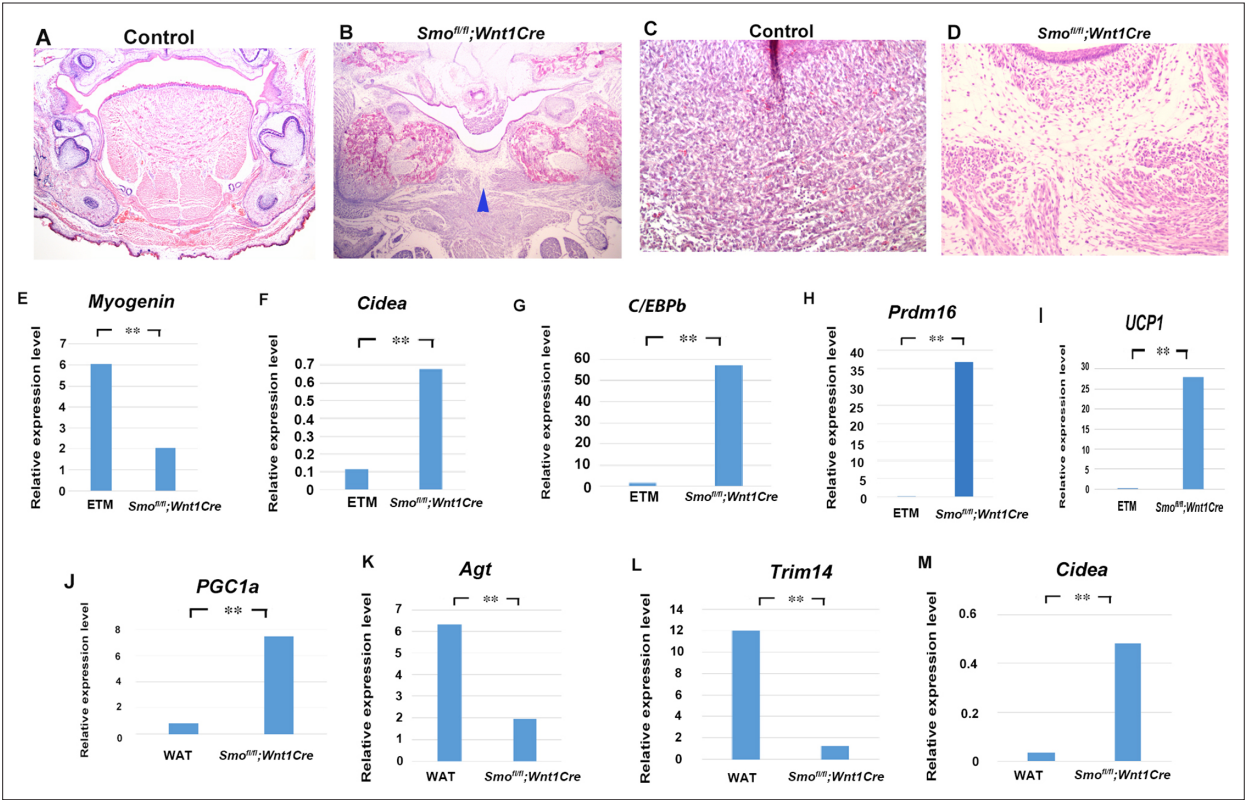 A Control
B Smofl/fl;Wnt1Cre
C Control
D Smofl/fl;Wnt1Cre
E Myogenin
**
Relative expression level
7
6
5
4
3
2
1
0
ETM Smofl/fl;Wnt1Cre
F Cidea
**
Relative expression level
0.7
0.6
0.5
0.4
0.3
0.2
0.1
0
ETM Smofl/fl;Wnt1Cre
G C/EBPb
**
Relative expression level
60
50
40
30
20
10
0
ETM Smofl/fl;Wnt1Cre
H Prdm16
**
Relative expression level
40
35
30
25
20
15
10
5
0
ETM Smofl/fl;Wnt1Cre
I UCP1
**
Relative expression level
30
25
20
15
10
5
0
ETM Smofl/fl;Wnt1Cre
J PGC1a
**
Relative expression level
8
6
4
2
0
WAT Smofl/fl;Wnt1Cre
K Agt
**
Relative expression level
7
6
5
4
3
2
1
0
WAT Smofl/fl;Wnt1Cre
L Trim14
**
Relative expression level
14
12
10
8
6
4
2
0
WAT Smofl/fl;Wnt1Cre
M Cidea
**
Relative expression level
0.6
0.4
0.2
0
WAT Smofl/fl;Wnt1Cre